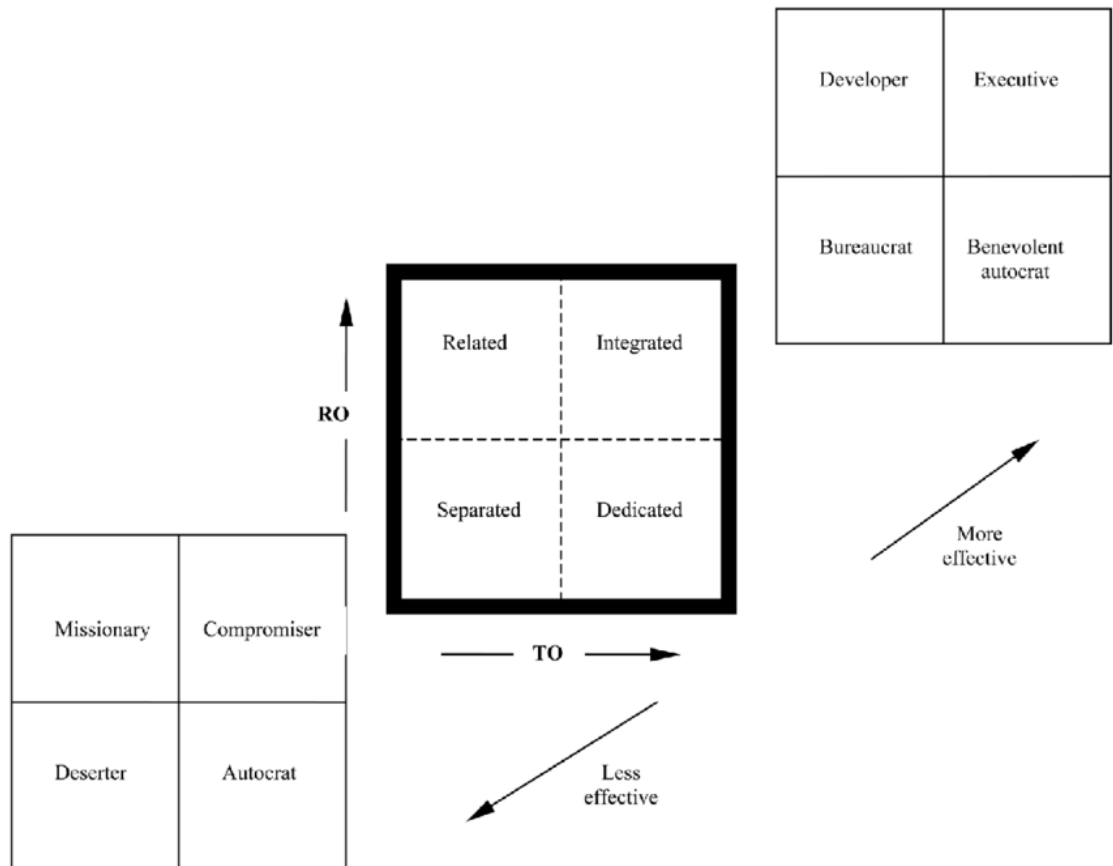 Developer
Executive
Bureaucrat
Benevolent
autocrat
Related
Integrated
RO
Separated
Dedicated
More
effective
Missionary
Compromiser
TO
Deserter
Autocrat
Less
effective